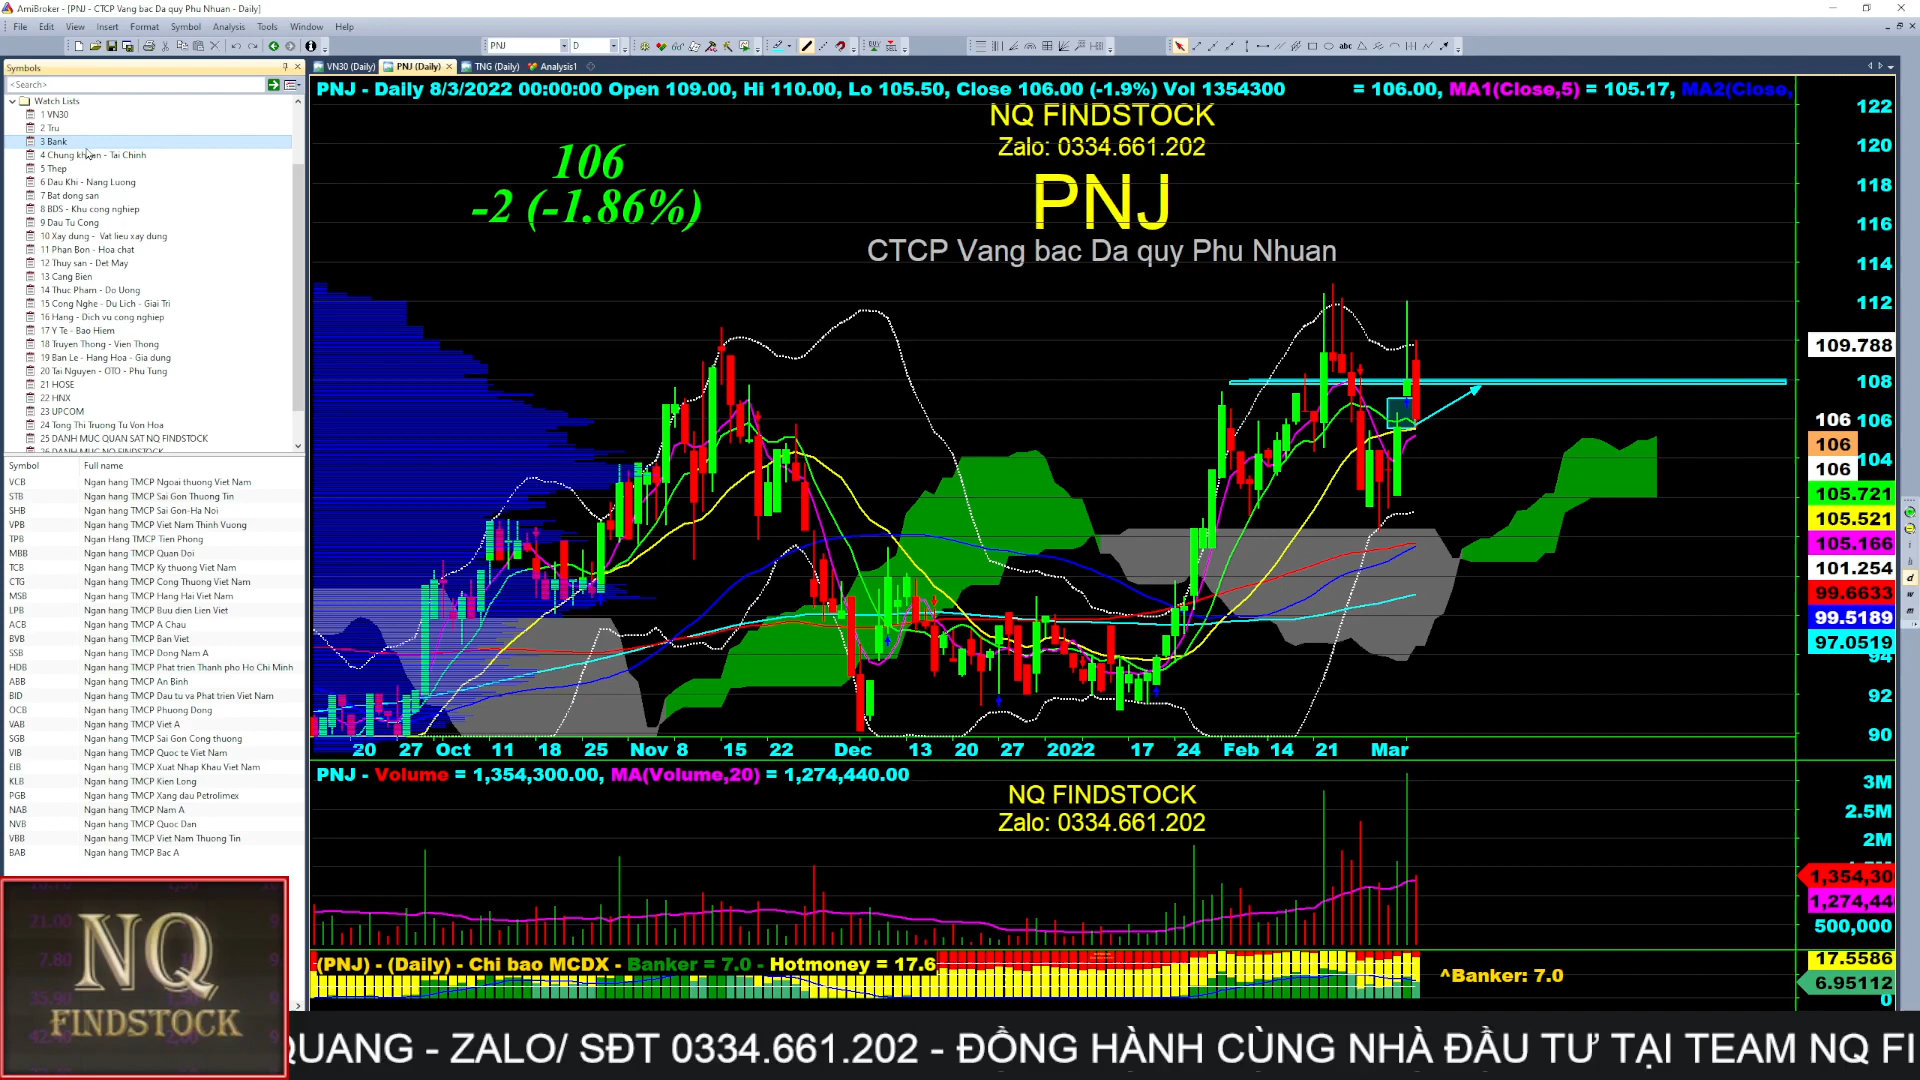 AmiBroker - [PNJ - CTCP Vang bac Da quy Phu Nhuan - Daily]
File Edit View Insert Format Symbol Analysis Tools Window Help
PNJ D
Symbols
VN30 (Daily) PNJ (Daily) TNG (Daily) Analysis1
<Search>
Watch Lists
1 VN30
2 Tru
3 Bank
4 Chung khoan - Tai Chinh
5 Thep
6 Dau Khi - Nang Luong
7 Bat dong san
8 BDS - Khu cong nghiep
9 Dau Tu Cong
10 Xay dung - Vat lieu xay dung
11 Phan Bon - Hoa chat
12 Thuy san - Det May
13 Cang Bien
14 Thuc Pham - Do Uong
15 Cong Nghe - Du Lich - Giai Tri
16 Hang - Dich vu cong nghiep
17 Y Te - Bao Hiem
18 Truyen Thong - Vien Thong
19 Ban Le - Hang Hoa - Gia dung
20 Tai Nguyen - OTO - Phu Tung
21 HOSE
22 HNX
23 UPCOM
24 Tong Thi Truong Tu Von Hoa
25 DANH MUC QUAN SAT NQ FINDSTOCK
26 DANH MUC NQ FINDSTOCK
Symbol Full name
VCB Ngan hang TMCP Ngoai thuong Viet Nam
STB Ngan hang TMCP Sai Gon Thuong Tin
SHB Ngan hang TMCP Sai Gon-Ha Noi
VPB Ngan hang TMCP Viet Nam Thinh Vuong
TPB Ngan Hang TMCP Tien Phong
MBB Ngan hang TMCP Quan Doi
TCB Ngan hang TMCP Ky thuong Viet Nam
CTG Ngan hang TMCP Cong Thuong Viet Nam
MSB Ngan hang TMCP Hang Hai Viet Nam
LPB Ngan hang TMCP Buu dien Lien Viet
ACB Ngan hang TMCP A Chau
BVB Ngan hang TMCP Ban Viet
SSB Ngan hang TMCP Dong Nam A
HDB Ngan hang TMCP Phat trien Thanh pho Ho Chi Minh
ABB Ngan hang TMCP An Binh
BID Ngan hang TMCP Dau tu va Phat trien Viet Nam
OCB Ngan hang TMCP Phuong Dong
VAB Ngan hang TMCP Viet A
SGB Ngan hang TMCP Sai Gon Cong thuong
VIB Ngan hang TMCP Quoc te Viet Nam
EIB Ngan hang TMCP Xuat Nhap Khau Viet Nam
KLB Ngan hang TMCP Kien Long
PGB Ngan hang TMCP Xang dau Petrolimex
NAB Ngan hang TMCP Nam A
NVB Ngan hang TMCP Quoc Dan
VBB Ngan hang TMCP Viet Nam Thuong Tin
BAB Ngan hang TMCP Bac A
PNJ - Daily 8/3/2022 00:00:00 Open 109.00, Hi 110.00, Lo 105.50, Close 106.00 (-1.9%) Vol 1354300 = 106.00, MA1(Close,5) = 105.17, MA2(Close,
NQ FINDSTOCK
Zalo: 0334.661.202
PNJ
CTCP Vang bac Da quy Phu Nhuan
106
-2 (-1.86%)
122
120
118
116
114
112
109.788
108
106 106
106
104
106
105.721
105.521
105.166
101.254
99.6633
99.5189
97.0519
94
92
90
20 27 Oct 11 18 25 Nov 8 15 22 Dec 13 20 27 2022 17 24 Feb 14 21 Mar
PNJ - Volume = 1,354,300.00, MA(Volume,20) = 1,274,440.00
NQ FINDSTOCK
Zalo: 0334.661.202
3M
2.5M
2M
1,354,30
1,274,44
500,000
(PNJ) - (Daily) - Chi bao MCDX - Banker = 7.0 - Hotmoney = 17.6
^Banker: 7.0
17.5586
6.95112
0
NQ
FINDSTOCK
QUANG - ZALO/ SĐT 0334.661.202 - ĐỒNG HÀNH CÙNG NHÀ ĐẦU TƯ TẠI TEAM NQ FI